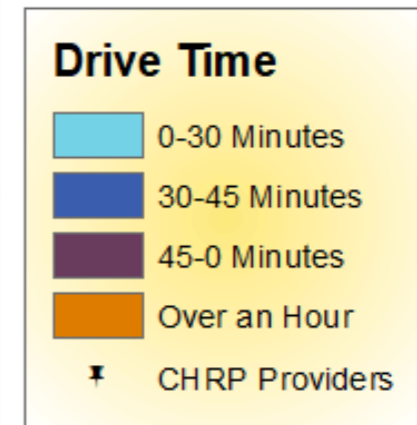 Drive Time
0-30 Minutes
30-45 Minutes
45-0 Minutes
Over an Hour
CHRP Providers